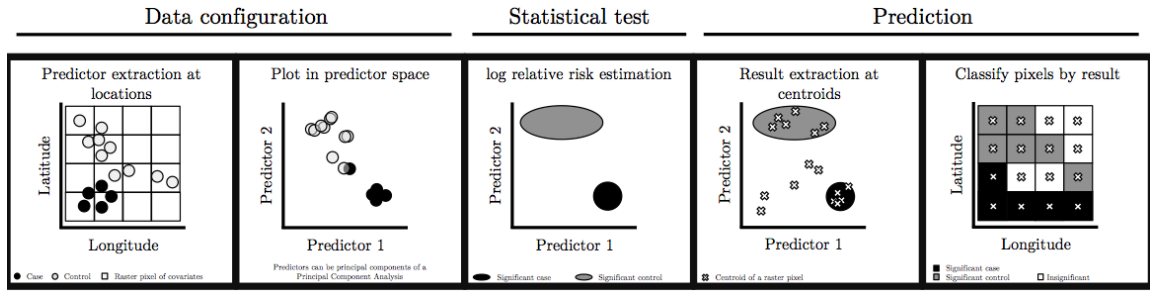 Data configuration
Statistical test
Prediction
Predictor extraction at
locations
Latitude
Longitude
Case
Control
Raster pixel of covariates
Plot in predictor space
Predictor 2
Predictor 1
Predictors can be principal components of a
Principal Component Analysis
log relative risk estimation
Predictor 2
Predictor 1
Significant case
Significant control
Result extraction at
centroids
Predictor 2
Predictor 1
Centroid of a raster pixel
Classify pixels by result
Latitude
Longitude
Significant case
Significant control
Insignificant